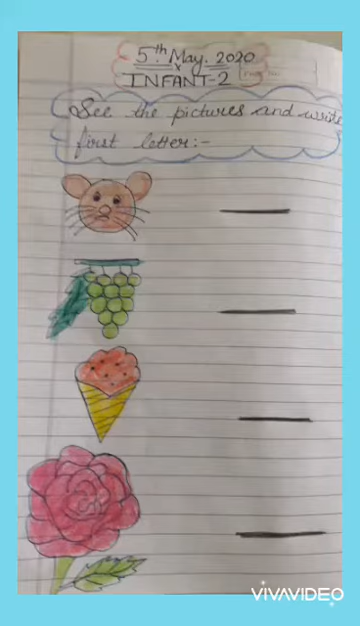 5th May, 2020
INFANT-2
See the pictures and write
first letter:-
VIVAVIDEO